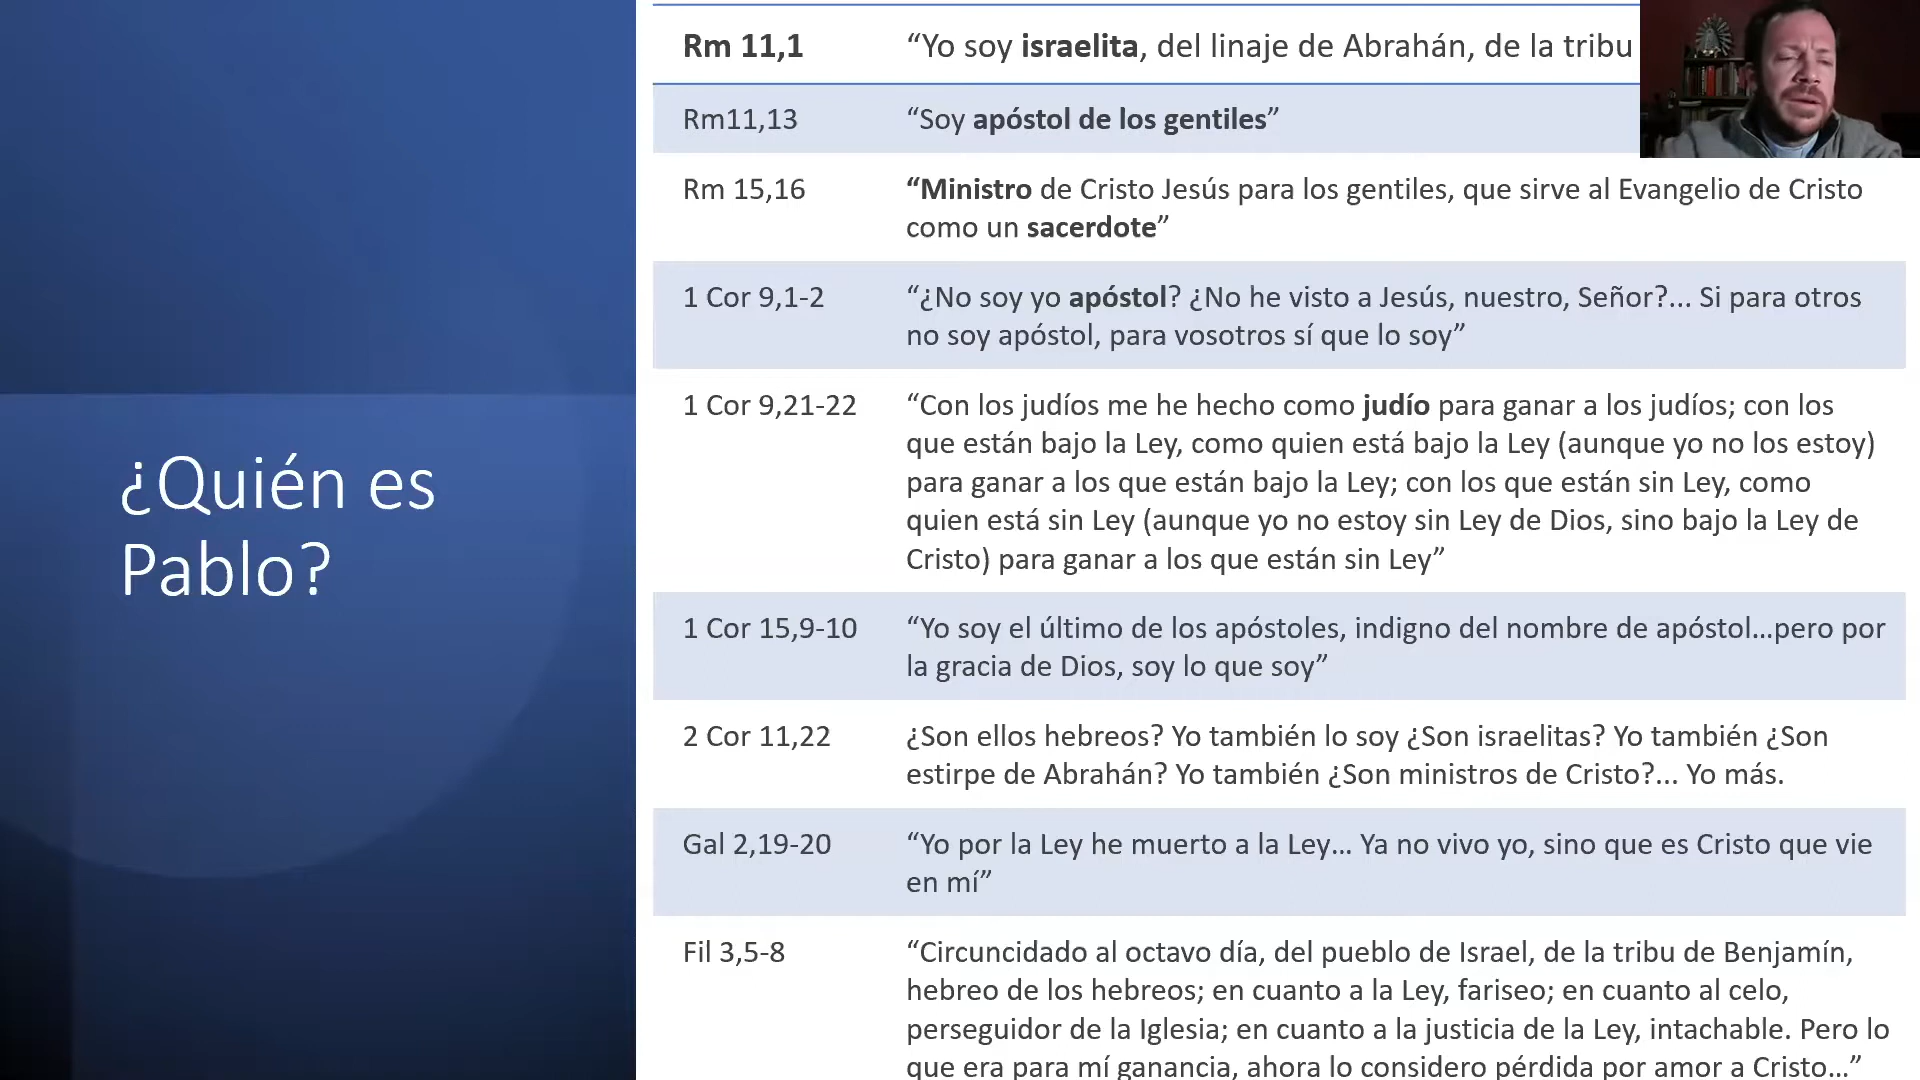 ¿Quién es
Pablo?
Rm 11,1 “Yo soy israelita, del linaje de Abrahán, de la tribu
Rm11,13 “Soy apóstol de los gentiles”
Rm 15,16 “Ministro de Cristo Jesús para los gentiles, que sirve al Evangelio de Cristo
como un sacerdote”
1 Cor 9,1-2 “¿No soy yo apóstol? ¿No he visto a Jesús, nuestro, Señor?... Si para otros
no soy apóstol, para vosotros sí que lo soy”
1 Cor 9,21-22 “Con los judíos me he hecho como judío para ganar a los judíos; con los
que están bajo la Ley, como quien está bajo la Ley (aunque yo no los estoy)
para ganar a los que están bajo la Ley; con los que están sin Ley, como
quien está sin Ley (aunque yo no estoy sin Ley de Dios, sino bajo la Ley de
Cristo) para ganar a los que están sin Ley”
1 Cor 15,9-10 “Yo soy el último de los apóstoles, indigno del nombre de apóstol…pero por
la gracia de Dios, soy lo que soy”
2 Cor 11,22 ¿Son ellos hebreos? Yo también lo soy ¿Son israelitas? Yo también ¿Son
estirpe de Abrahán? Yo también ¿Son ministros de Cristo?... Yo más.
Gal 2,19-20 “Yo por la Ley he muerto a la Ley… Ya no vivo yo, sino que es Cristo que vie
en mí”
Fil 3,5-8 “Circuncidado al octavo día, del pueblo de Israel, de la tribu de Benjamín,
hebreo de los hebreos; en cuanto a la Ley, fariseo; en cuanto al celo,
perseguidor de la Iglesia; en cuanto a la justicia de la Ley, intachable. Pero lo
que era para mí ganancia, ahora lo considero pérdida por amor a Cristo…”